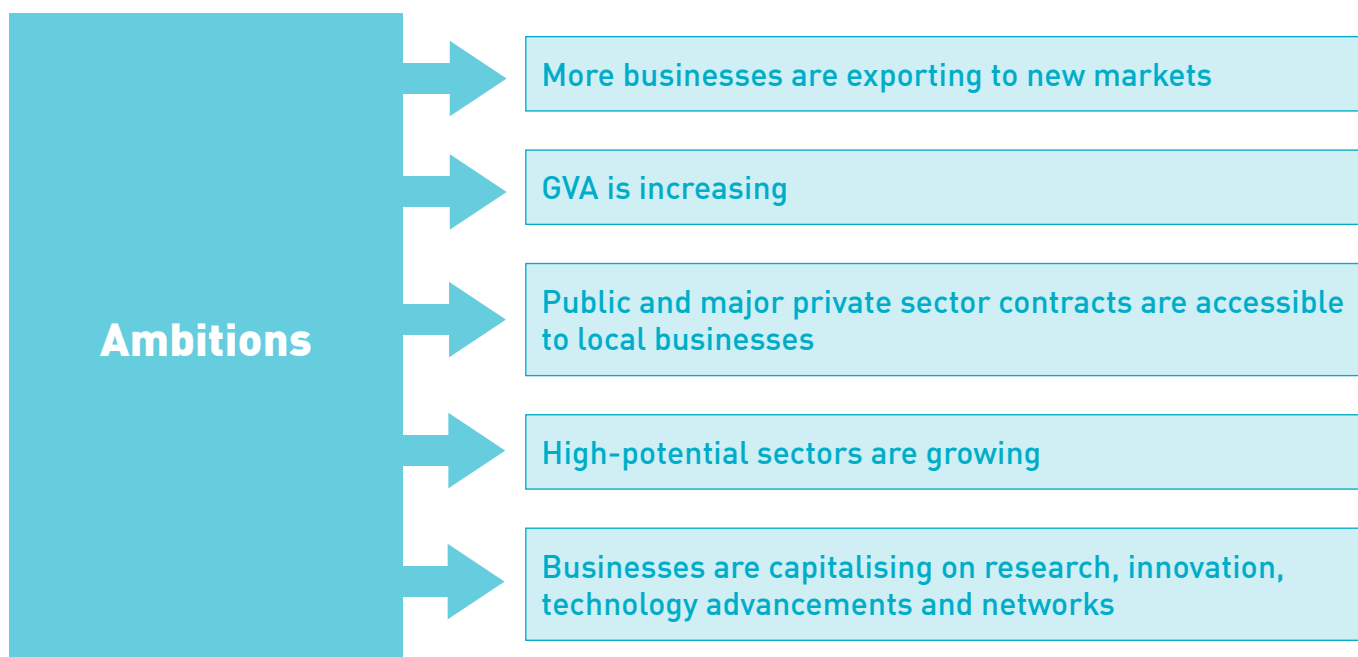 Ambitions
More businesses are exporting to new markets
GVA is increasing
Public and major private sector contracts are accessible
to local businesses
High-potential sectors are growing
Businesses are capitalising on research, innovation,
technology advancements and networks